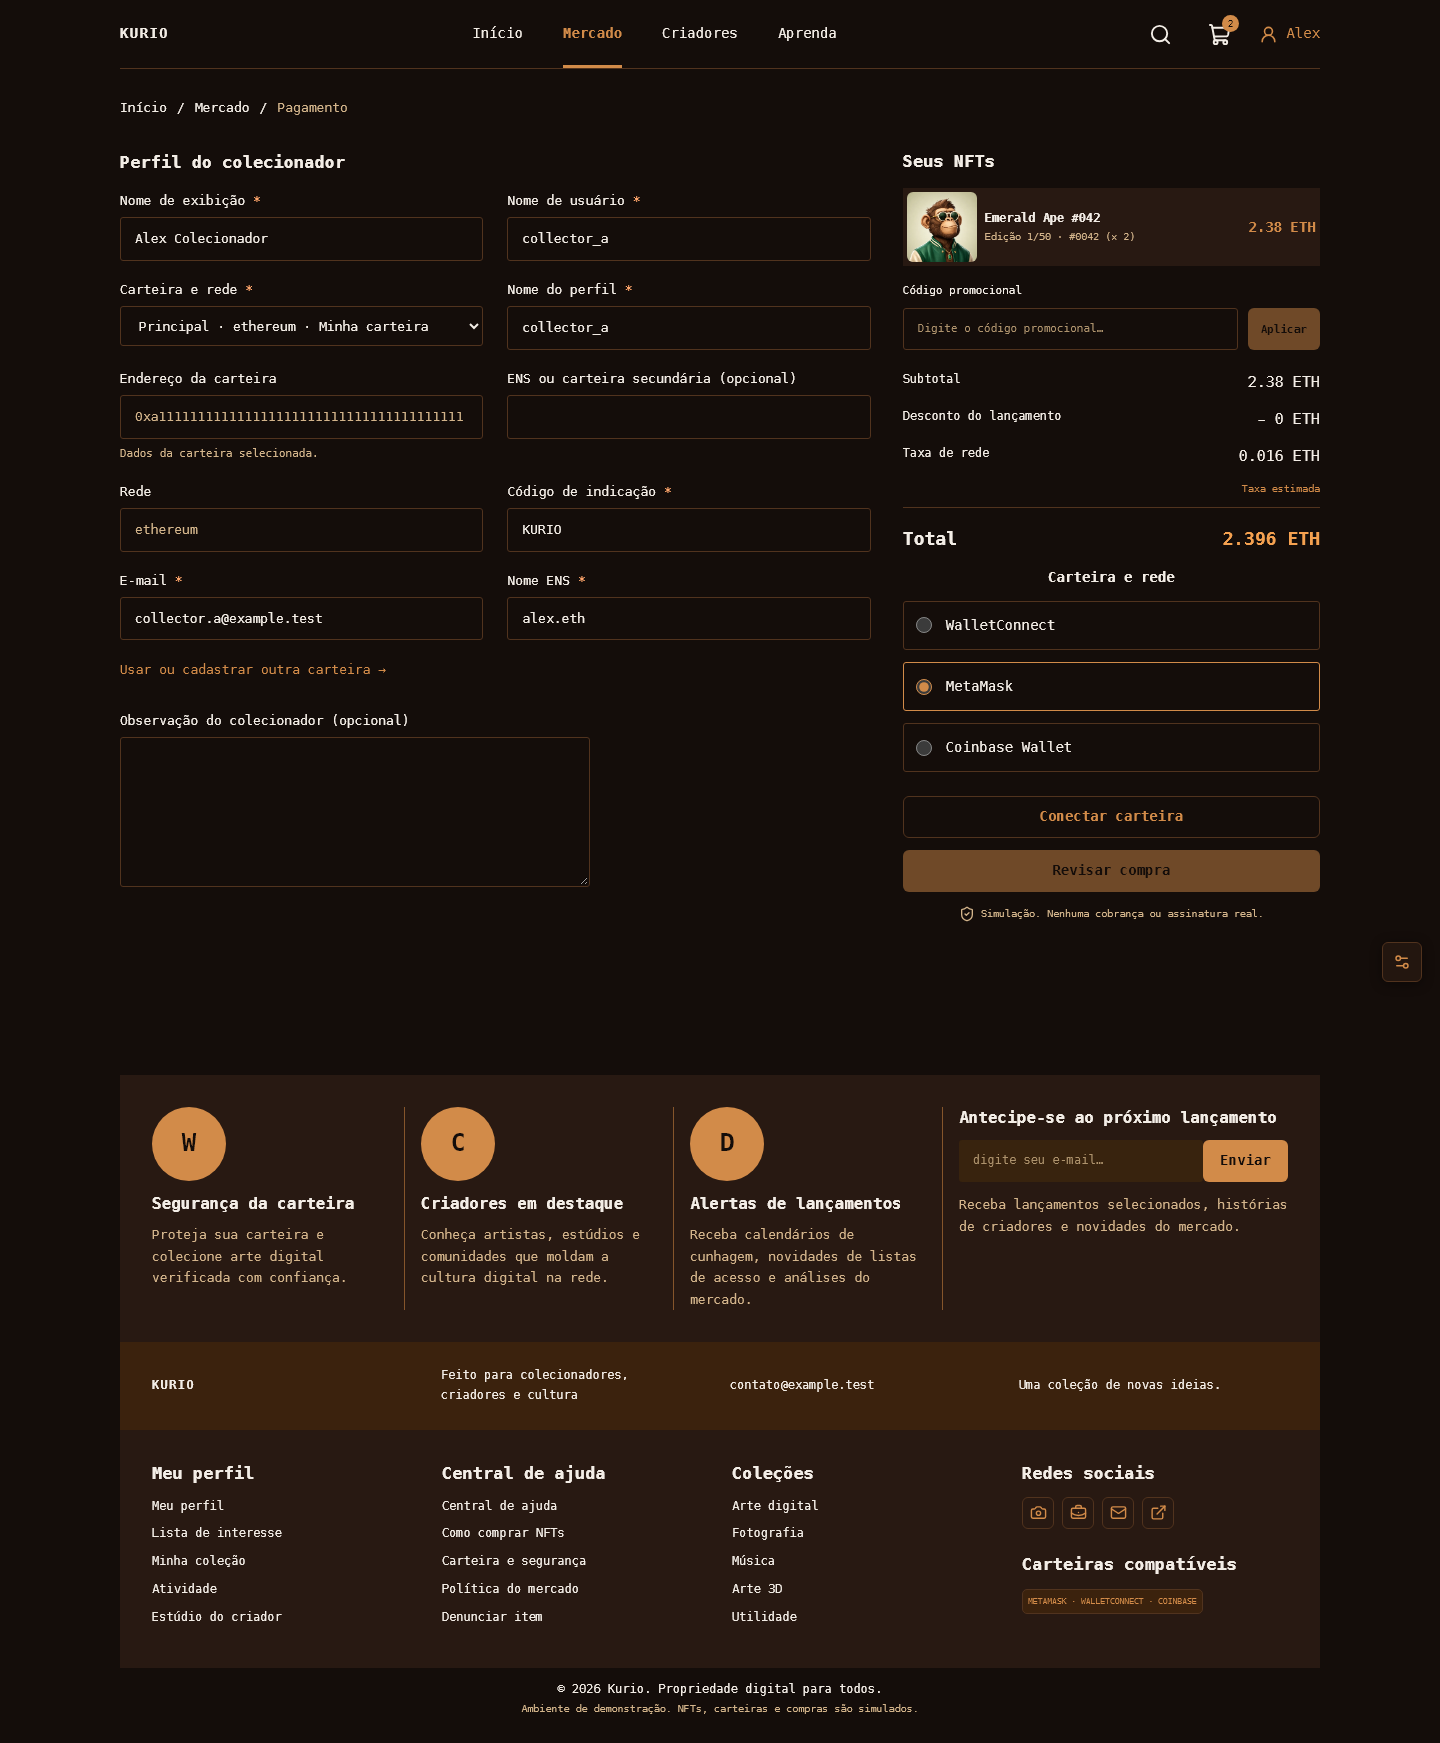 KURIO
Início
Mercado
Criadores
Aprenda
2
Alex
Início / Mercado / Pagamento
Perfil do colecionador
Nome de exibição *
Alex Colecionador
Nome de usuário *
collector_a
Carteira e rede *
Principal · ethereum · Minha carteira
Nome do perfil *
collector_a
Endereço da carteira
0xa111111111111111111111111111111111111111
Dados da carteira selecionada.
ENS ou carteira secundária (opcional)
Rede
ethereum
Código de indicação *
KURIO
E-mail *
collector.a@example.test
Nome ENS *
alex.eth
Usar ou cadastrar outra carteira →
Observação do colecionador (opcional)
Seus NFTs
Emerald Ape #042
Edição 1/50 · #0042 (x 2)
2.38 ETH
Código promocional
Digite o código promocional…
Aplicar
Subtotal
2.38 ETH
Desconto do lançamento
− 0 ETH
Taxa de rede
0.016 ETH
Taxa estimada
Total
2.396 ETH
Carteira e rede
WalletConnect
MetaMask
Coinbase Wallet
Conectar carteira
Revisar compra
Simulação. Nenhuma cobrança ou assinatura real.
W
Segurança da carteira
Proteja sua carteira e
colecione arte digital
verificada com confiança.
C
Criadores em destaque
Conheça artistas, estúdios e
comunidades que moldam a
cultura digital na rede.
D
Alertas de lançamentos
Receba calendários de
cunhagem, novidades de listas
de acesso e análises do
mercado.
Antecipe-se ao próximo lançamento
digite seu e-mail…
Enviar
Receba lançamentos selecionados, histórias
de criadores e novidades do mercado.
KURIO
Feito para colecionadores,
criadores e cultura
contato@example.test
Uma coleção de novas ideias.
Meu perfil
Meu perfil
Lista de interesse
Minha coleção
Atividade
Estúdio do criador
Central de ajuda
Central de ajuda
Como comprar NFTs
Carteira e segurança
Política do mercado
Denunciar item
Coleções
Arte digital
Fotografia
Música
Arte 3D
Utilidade
Redes sociais
Carteiras compatíveis
METAMASK · WALLETCONNECT · COINBASE
© 2026 Kurio. Propriedade digital para todos.
Ambiente de demonstração. NFTs, carteiras e compras são simulados.